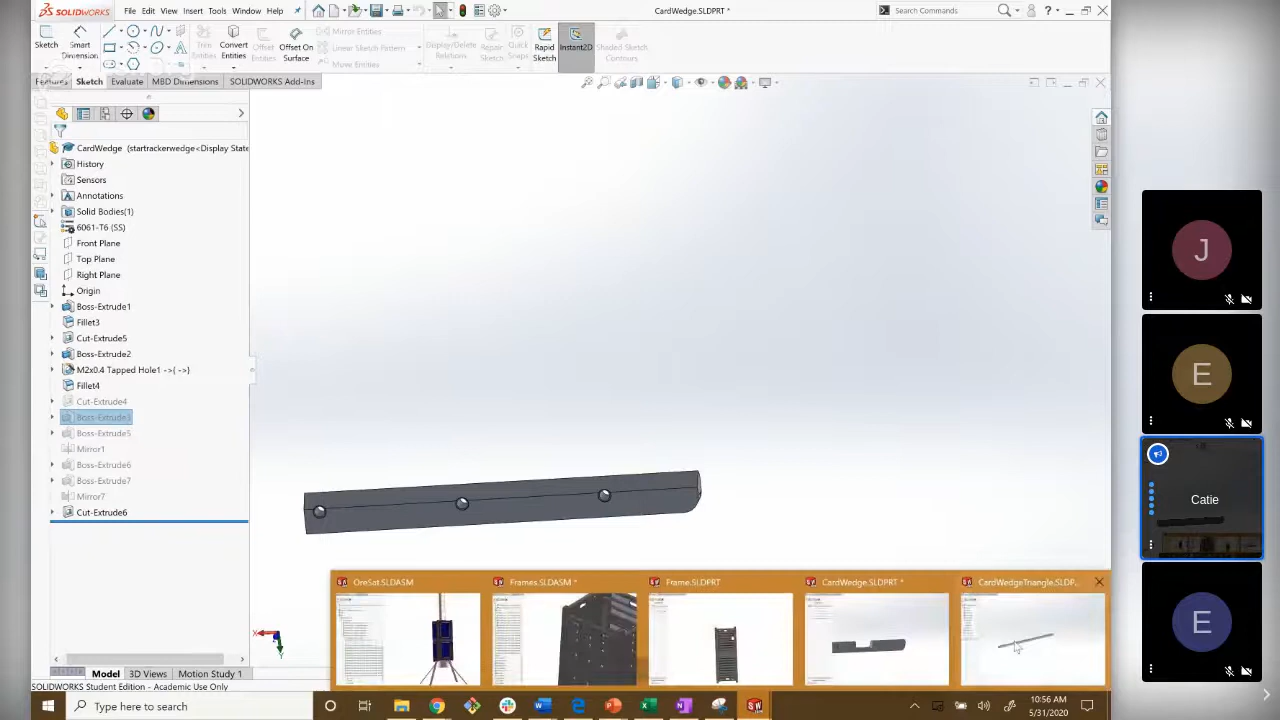 SOLIDWORKS
File
Edit
View
Insert
Tools
Window
Help
CardWedge.SLDPRT *
Search Commands
Sketch
Smart
Dimension
Trim
Entities
Convert
Entities
Offset
Entities
Offset On
Surface
Mirror Entities
Linear Sketch Pattern
Move Entities
Display/Delete
Relations
Repair
Sketch
Quick
Snaps
Rapid
Sketch
Instant2D
Shaded Sketch
Contours
Features
Sketch
Evaluate
MBD Dimensions
SOLIDWORKS Add-Ins
CardWedge (startrackerwedge<Display State
History
Sensors
Annotations
Solid Bodies(1)
6061-T6 (SS)
Front Plane
Top Plane
Right Plane
Origin
Boss-Extrude1
Fillet3
Cut-Extrude5
Boss-Extrude2
M2x0.4 Tapped Hole1 ->{ ->}
Fillet4
Cut-Extrude4
Boss-Extrude3
Boss-Extrude5
Mirror1
Boss-Extrude6
Boss-Extrude7
Mirror7
Cut-Extrude6
OreSat.SLDASM
Frames.SLDASM *
Frame.SLDPRT
CardWedge.SLDPRT *
CardWedgeTriangle.SLDP...
Model
3D Views
Motion Study 1
SOLIDWORKS Student Edition - Academic Use Only
Type here to search
10:56 AM
5/31/2020
J
E
Catie
E